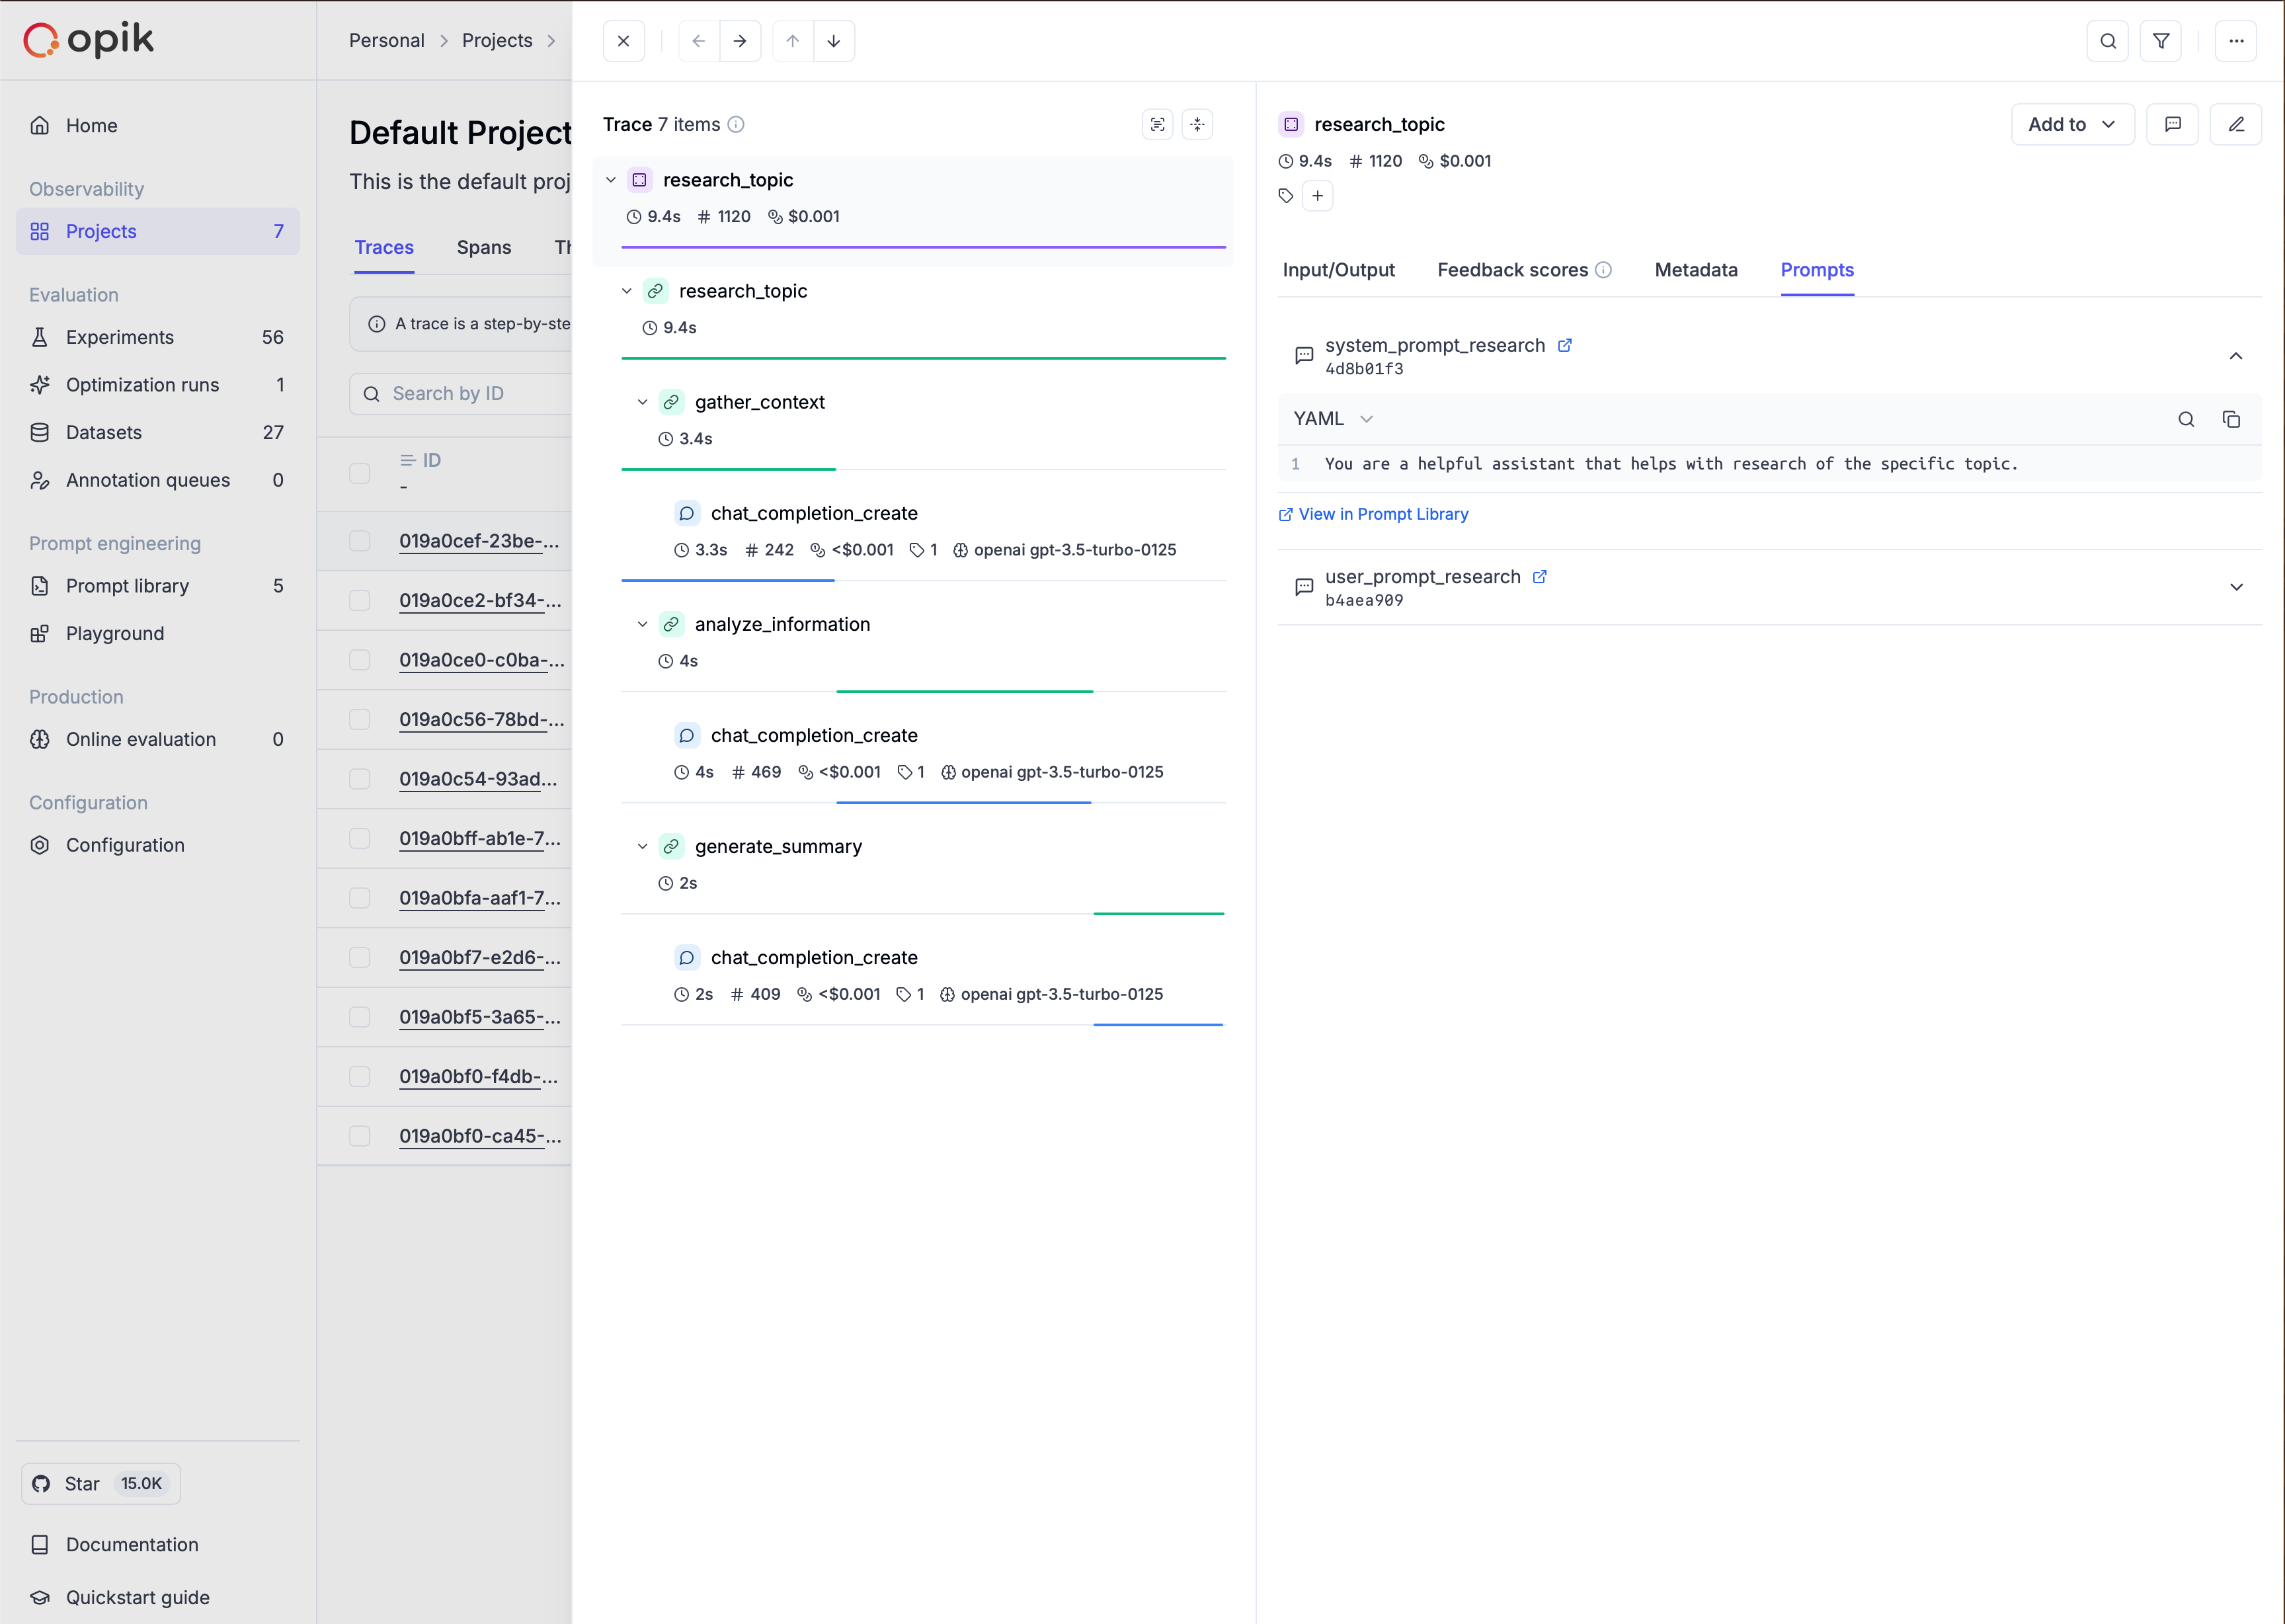 opik
Home
Observability
Projects 7
Evaluation
Experiments 56
Optimization runs 1
Datasets 27
Annotation queues 0
Prompt engineering
Prompt library 5
Playground
Production
Online evaluation 0
Configuration
Configuration
Star 15.0K
Documentation
Quickstart guide
Personal > Projects >
Default Project
This is the default proj
Traces Spans Th
A trace is a step-by-ste
Search by ID
ID
-
019a0cef-23be-...
019a0ce2-bf34-...
019a0ce0-c0ba-...
019a0c56-78bd-...
019a0c54-93ad...
019a0bff-ab1e-7...
019a0bfa-aaf1-7...
019a0bf7-e2d6-...
019a0bf5-3a65-...
019a0bf0-f4db-...
019a0bf0-ca45-...
Trace 7 items
research_topic
9.4s # 1120 $0.001
research_topic
9.4s
gather_context
3.4s
chat_completion_create
3.3s # 242 <$0.001 1 openai gpt-3.5-turbo-0125
analyze_information
4s
chat_completion_create
4s # 469 <$0.001 1 openai gpt-3.5-turbo-0125
generate_summary
2s
chat_completion_create
2s # 409 <$0.001 1 openai gpt-3.5-turbo-0125
research_topic
Add to
9.4s # 1120 $0.001
Input/Output Feedback scores Metadata Prompts
system_prompt_research
4d8b01f3
YAML
1 You are a helpful assistant that helps with research of the specific topic.
View in Prompt Library
user_prompt_research
b4aea909